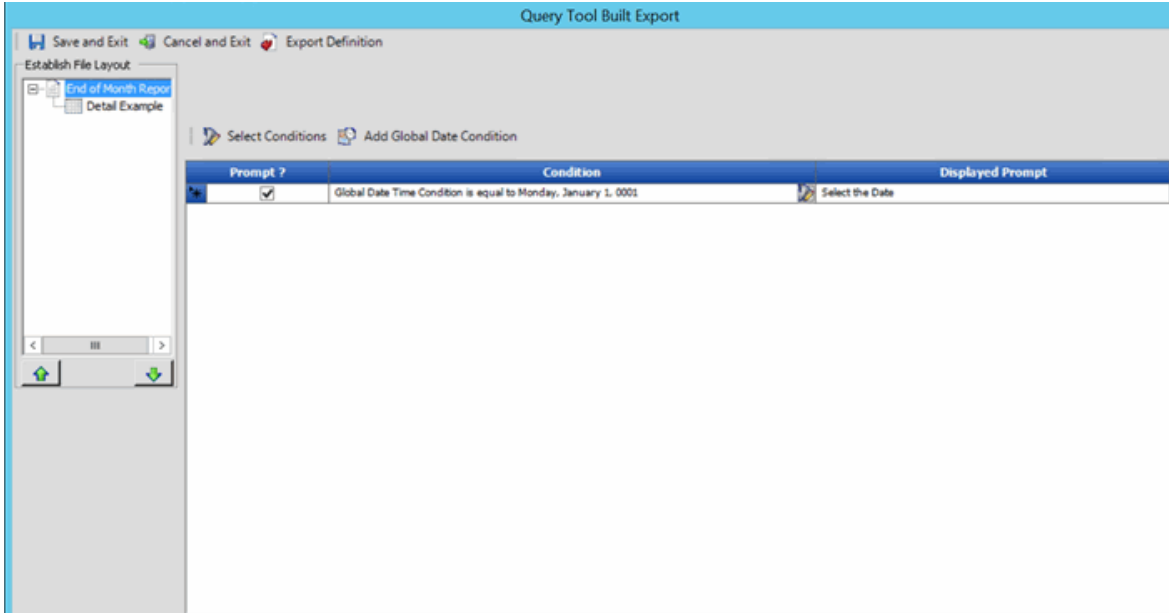 Query Tool Built Export
Save and Exit Cancel and Exit Export Definition
Establish File Layout
End of Month Repor
Detail Example
Select Conditions Add Global Date Condition
Prompt ? Condition Displayed Prompt
Global Date Time Condition is equal to Monday, January 1, 0001 Select the Date